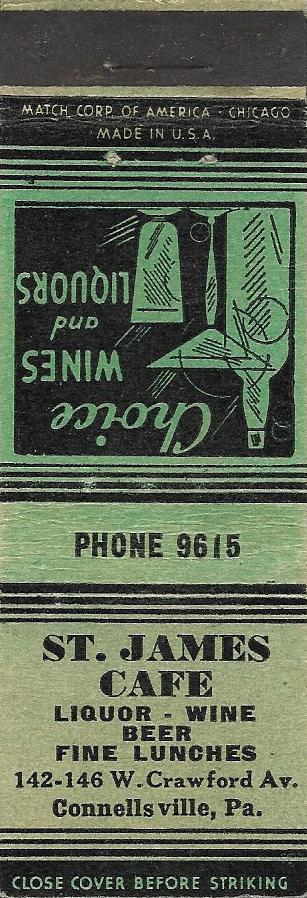 MATCH CORP. OF AMERICA · CHICAGO
MADE IN U.S.A.
Choice
WINES
and
LIQUORS
PHONE 9615
ST. JAMES
CAFE
LIQUOR - WINE
BEER
FINE LUNCHES
142-146 W. Crawford Av.
Connellsville, Pa.
CLOSE COVER BEFORE STRIKING